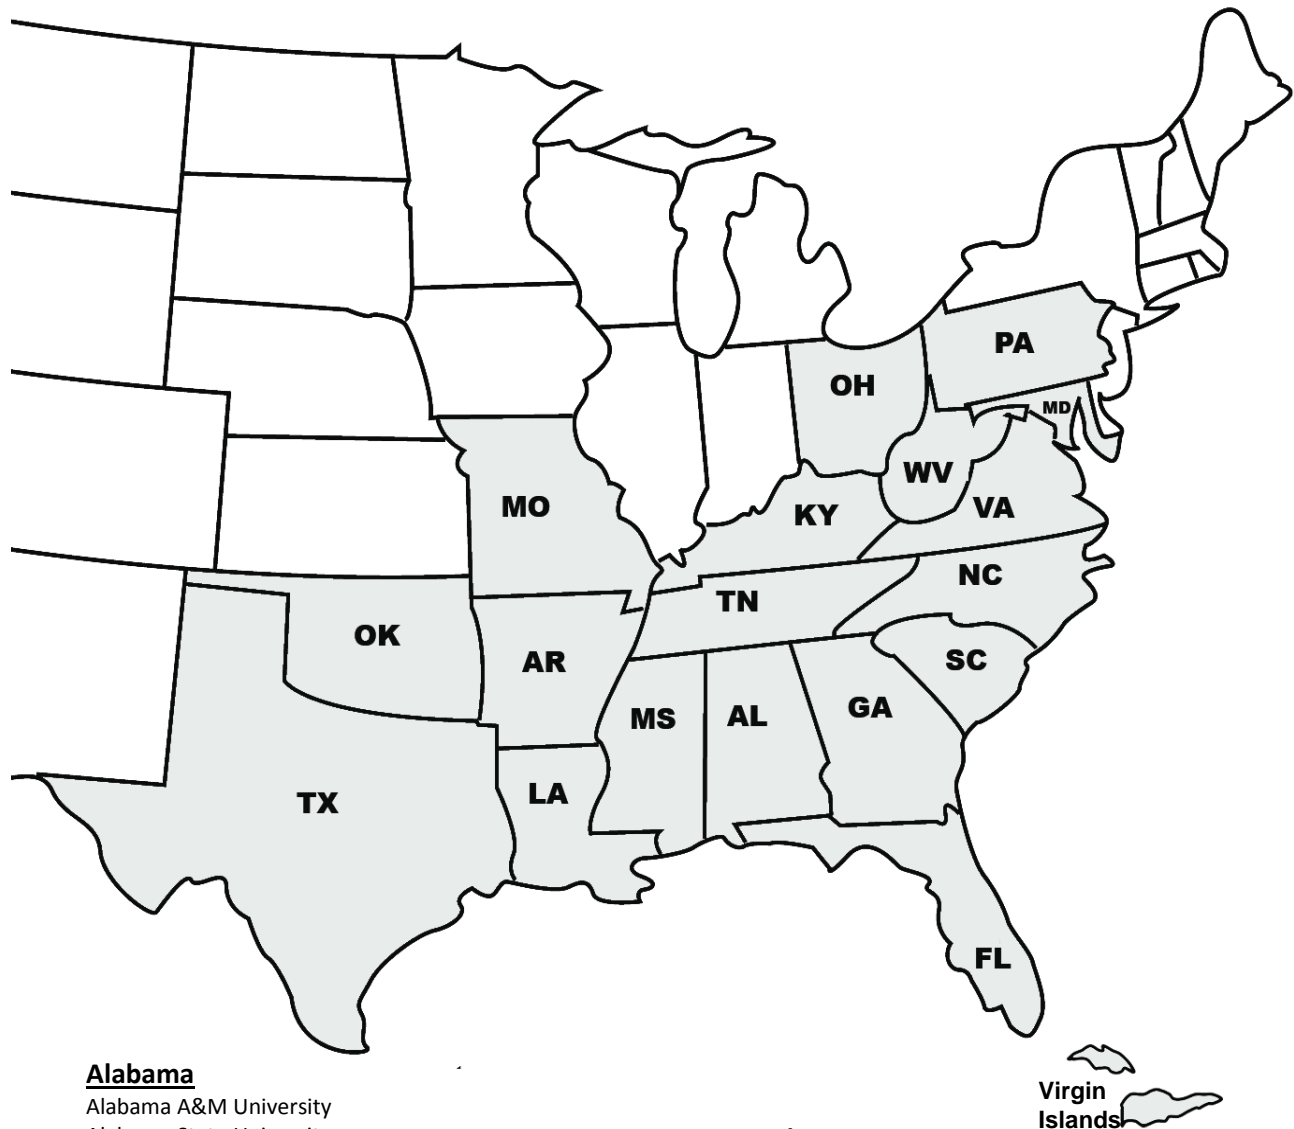 PA
OH
MD
WV
MO
KY
VA
NC
TN
OK
AR
SC
MS
AL
GA
LA
TX
FL
Alabama
Alabama A&M University
Virgin
Islands